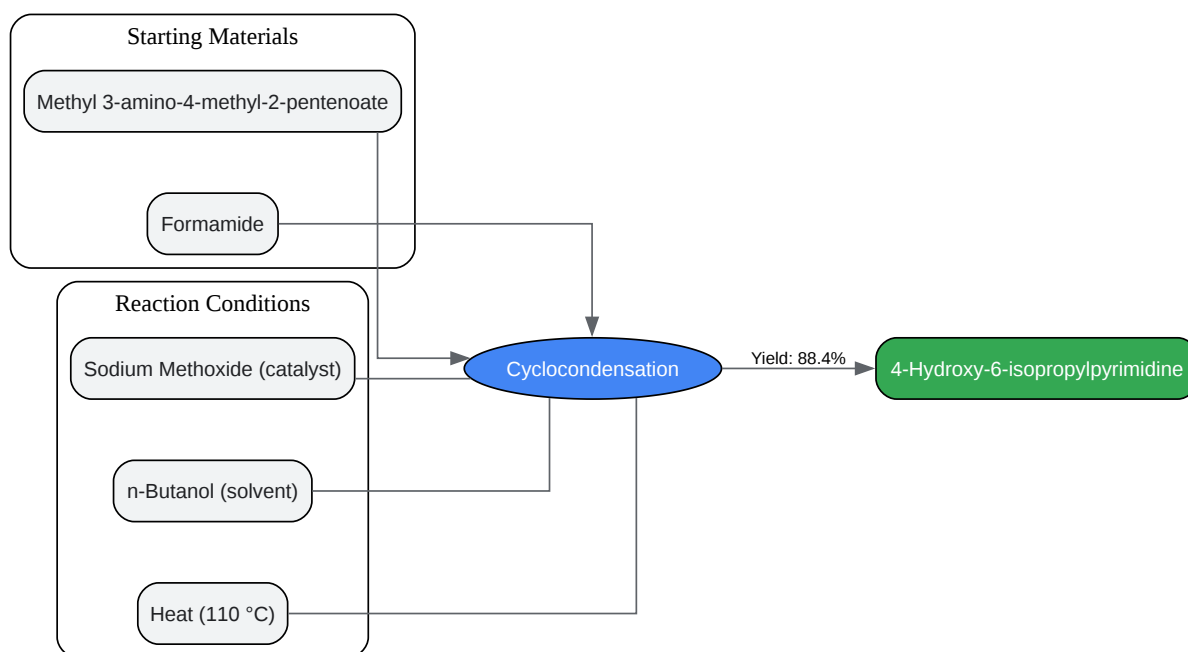 Starting Materials
Methyl 3-amino-4-methyl-2-pentenoate
Formamide
Reaction Conditions
Sodium Methoxide (catalyst)
n-Butanol (solvent)
Heat (110 °C)
Cyclocondensation
Yield: 88.4%
4-Hydroxy-6-isopropylpyrimidine